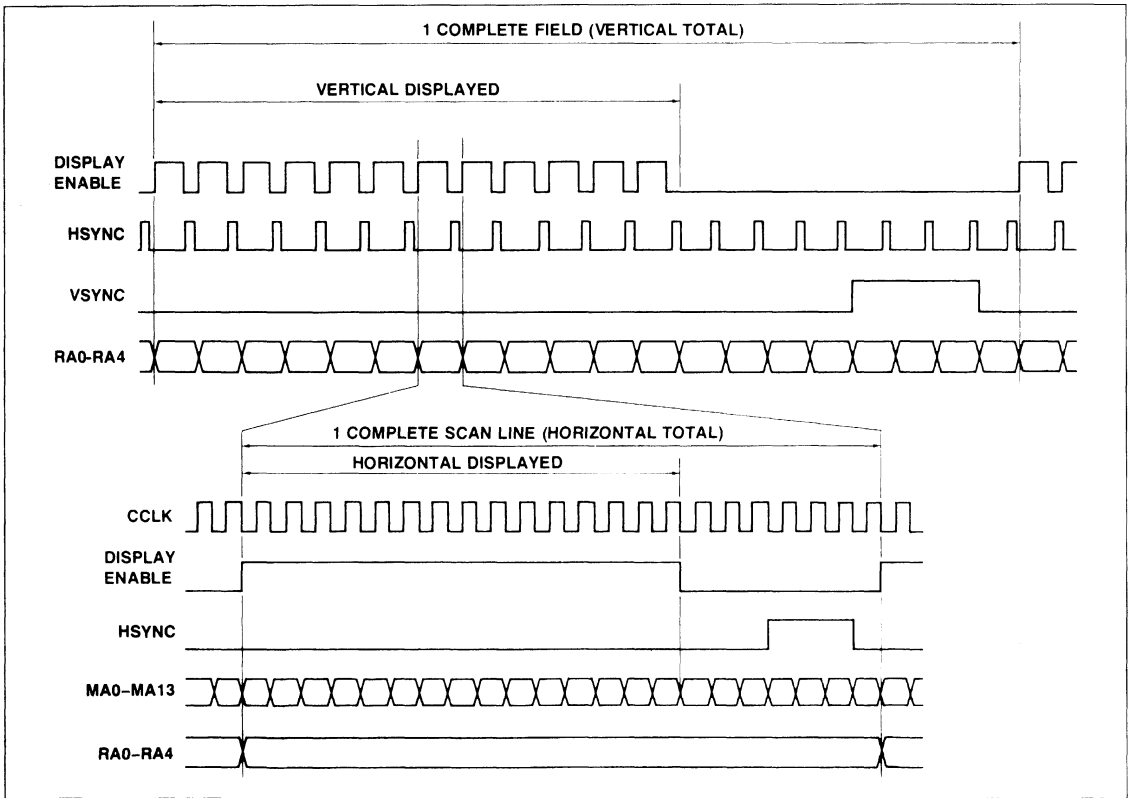 1 COMPLETE FIELD (VERTICAL TOTAL)
VERTICAL DISPLAYED
DISPLAY
ENABLE
HSYNC
VSYNC
RA0-RA4
1 COMPLETE SCAN LINE (HORIZONTAL TOTAL)
HORIZONTAL DISPLAYED
CCLK
DISPLAY
ENABLE
HSYNC
MA0–MA13
RA0–RA4